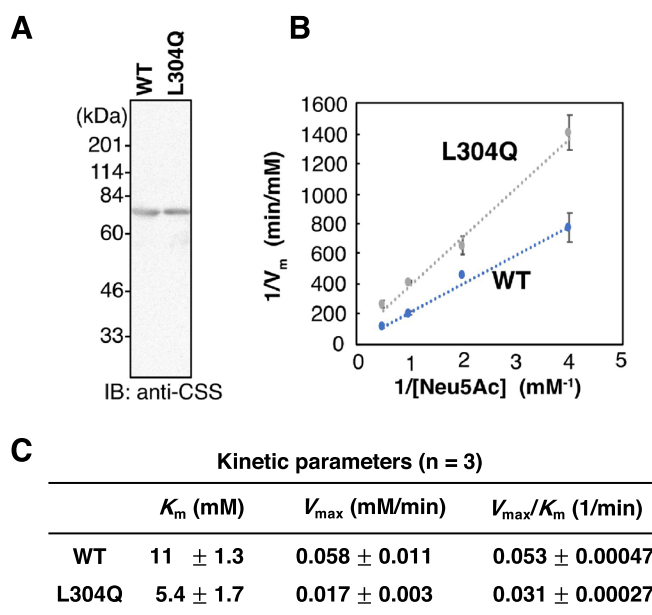 A
WT
L304Q
(kDa)
201
114
84
60
46
33
IB: anti-CSS
B
1600
1400
1200
1000
800
600
400
200
0
1/Vm (min/mM)
L304Q
WT
0 1 2 3 4 5
1/[Neu5Ac] (mM-1)
C
Kinetic parameters (n = 3)
Km (mM) Vmax (mM/min) Vmax/Km (1/min)
WT 11 ± 1.3 0.058 ± 0.011 0.053 ± 0.00047
L304Q 5.4 ± 1.7 0.017 ± 0.003 0.031 ± 0.00027